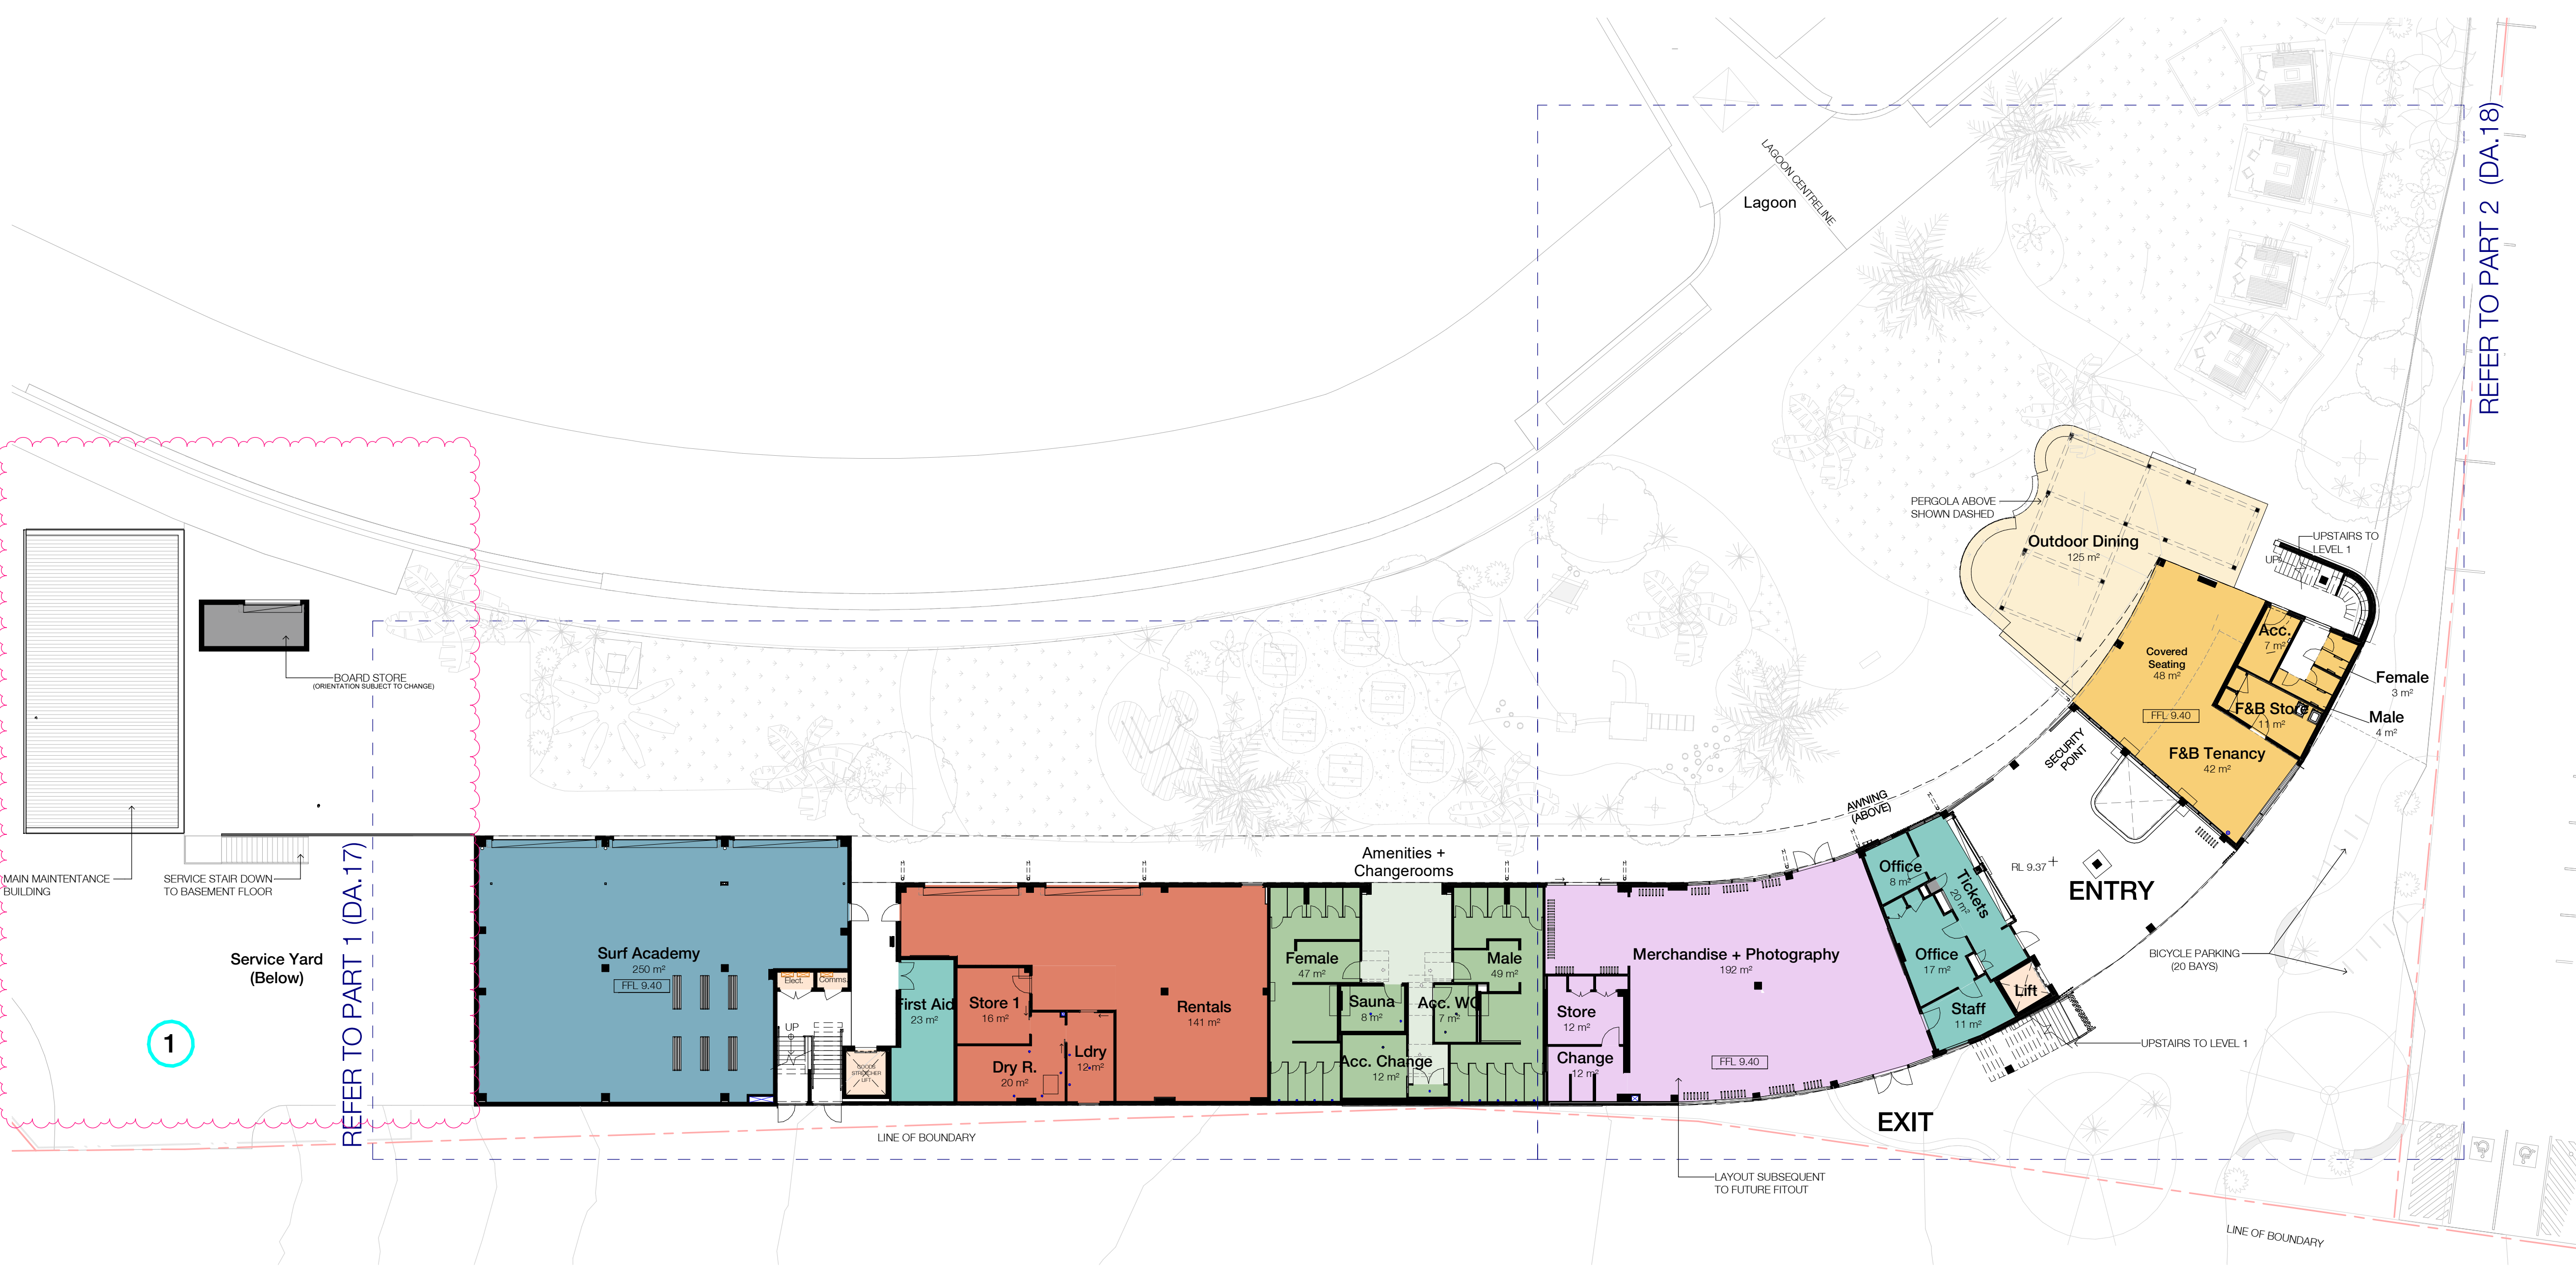 REFER TO PART 2 (DA.18)
LAGOON CENTRELINE
Lagoon
PERGOLA ABOVE
SHOWN DASHED
Outdoor Dining
125 m²
UPSTAIRS TO
LEVEL 1
UP
Acc.
7 m²
Covered
Seating
48 m²
FFL 9.40
Female
3 m²
F&B Store
11 m²
Male
4 m²
F&B Tenancy
42 m²
SECURITY
POINT
BOARD STORE
(ORIENTATION SUBJECT TO CHANGE)
MAIN MAINTENTANCE
BUILDING
SERVICE STAIR DOWN
TO BASEMENT FLOOR
REFER TO PART 1 (DA.17)
Service Yard
(Below)
1
Surf Academy
250 m²
FFL 9.40
Elect.
Comms.
UP
GOODS
STRETCHER
LIFT
First Aid
23 m²
Store 1
16 m²
Dry R.
20 m²
Ldry
12 m²
Rentals
141 m²
Amenities +
Changerooms
Female
47 m²
Sauna
8 m²
Acc. WC
7 m²
Acc. Change
12 m²
Male
49 m²
Merchandise + Photography
192 m²
Store
12 m²
Change
12 m²
FFL 9.40
AWNING
(ABOVE)
Office
8 m²
Tickets
20 m²
Office
17 m²
Staff
11 m²
Lift
RL 9.37
ENTRY
BICYCLE PARKING
(20 BAYS)
UPSTAIRS TO LEVEL 1
EXIT
LINE OF BOUNDARY
LAYOUT SUBSEQUENT
TO FUTURE FITOUT
LINE OF BOUNDARY